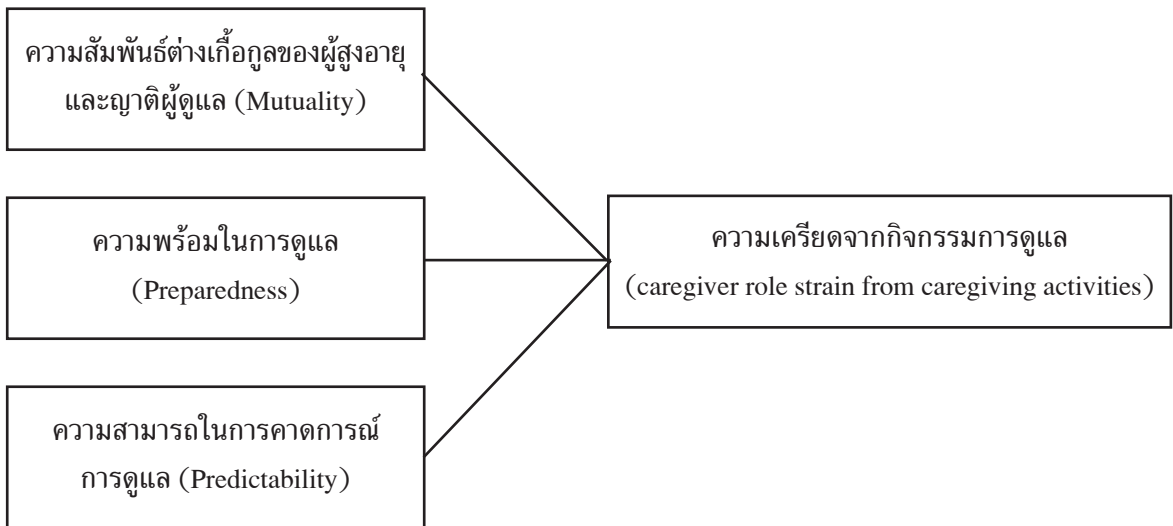 ความสัมพันธ์ต่างเกื้อกูลของผู้สูงอายุ
และญาติผู้ดูแล (Mutuality)
ความพร้อมในการดูแล
(Preparedness)
ความสามารถในการคาดการณ์
การดูแล (Predictability)
ความเครียดจากกิจกรรมการดูแล
(caregiver role strain from caregiving activities)